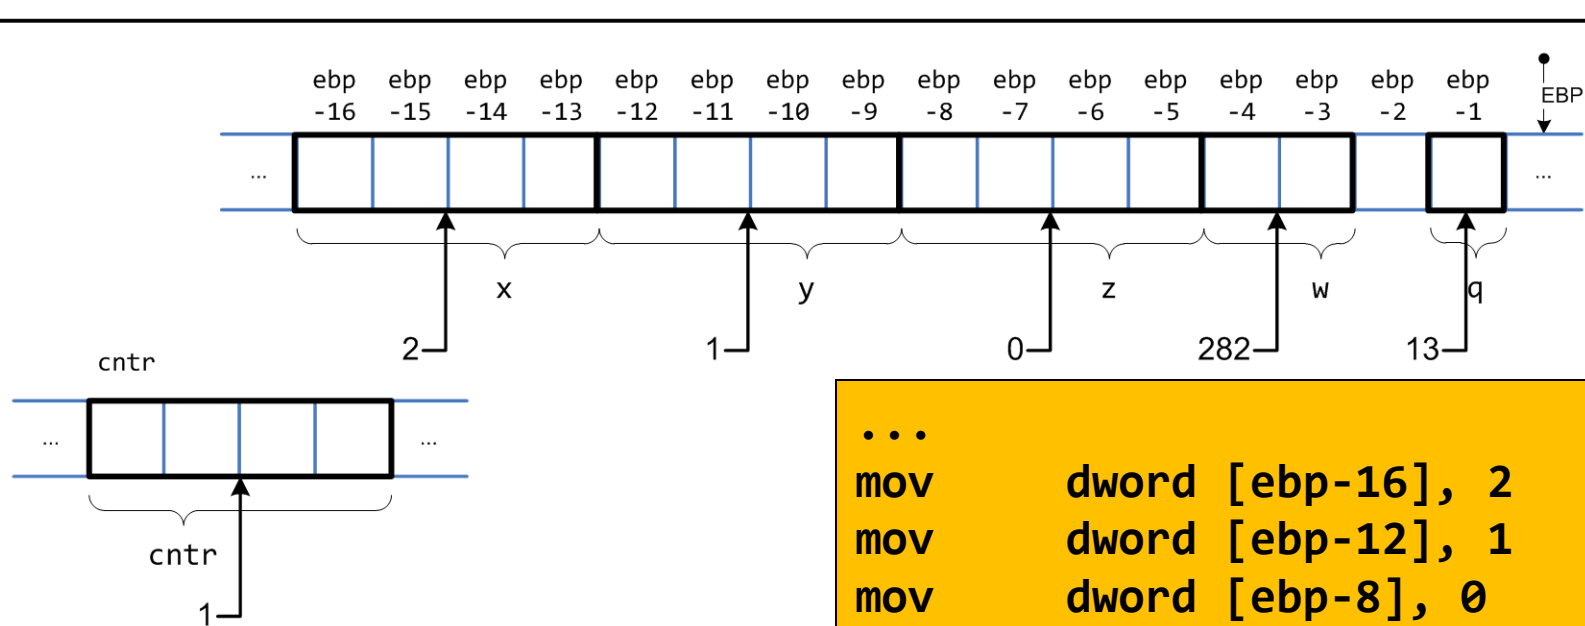 ebp ebp ebp ebp ebp ebp ebp ebp ebp ebp ebp ebp ebp ebp ebp ebp
-16 -15 -14 -13 -12 -11 -10 -9 -8 -7 -6 -5 -4 -3 -2 -1
EBP
... ...
x y z w q
2 1 0 282 13
cntr
... ...
cntr
1
...
mov dword [ebp-16], 2
mov dword [ebp-12], 1
mov dword [ebp-8], 0